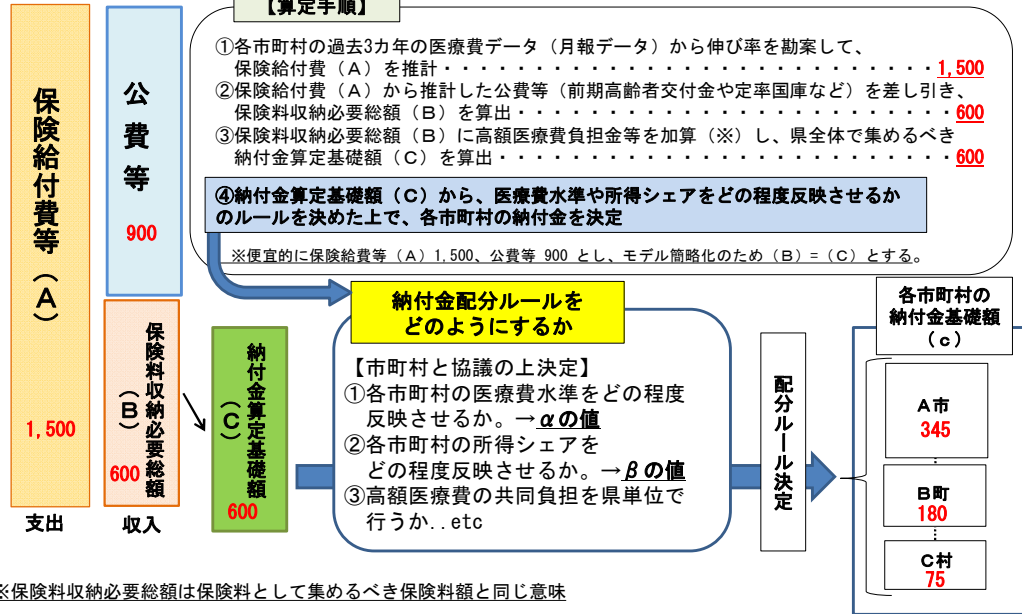 【算定手順】
①各市町村の過去3カ年の医療費データ（月報データ）から伸び率を勘案して、
保険給付費（A）を推計・・・・・・・・・・・・・・・・・・・・・・・・・・・・・・1,500
②保険給付費（A）から推計した公費等（前期高齢者交付金や定率国庫など）を差し引き、
保険料収納必要総額（B）を算出・・・・・・・・・・・・・・・・・・・・・・・・・・600
③保険料収納必要総額（B）に高額医療費負担金等を加算（※）し、県全体で集めるべき
納付金算定基礎額（C）を算出・・・・・・・・・・・・・・・・・・・・・・・・・・・600
④納付金算定基礎額（C）から、医療費水準や所得シェアをどの程度反映させるか
のルールを決めた上で、各市町村の納付金を決定
※便宜的に保険給費等（A）1,500、公費等 900 とし、モデル簡略化のため（B）=（C）とする。
保険給付費等（A）
1,500
支出
公費等
900
保険料収納必要総額
（B）
600
収入
納付金算定基礎額
（C）
600
納付金配分ルールを
どのようにするか
【市町村と協議の上決定】
①各市町村の医療費水準をどの程度
反映させるか。→αの値
②各市町村の所得シェアを
どの程度反映させるか。→βの値
③高額医療費の共同負担を県単位で
行うか..etc
配分ルール決定
各市町村の
納付金基礎額
（c）
A市
345
B町
180
C村
75
※保険料収納必要総額は保険料として集めるべき保険料額と同じ意味